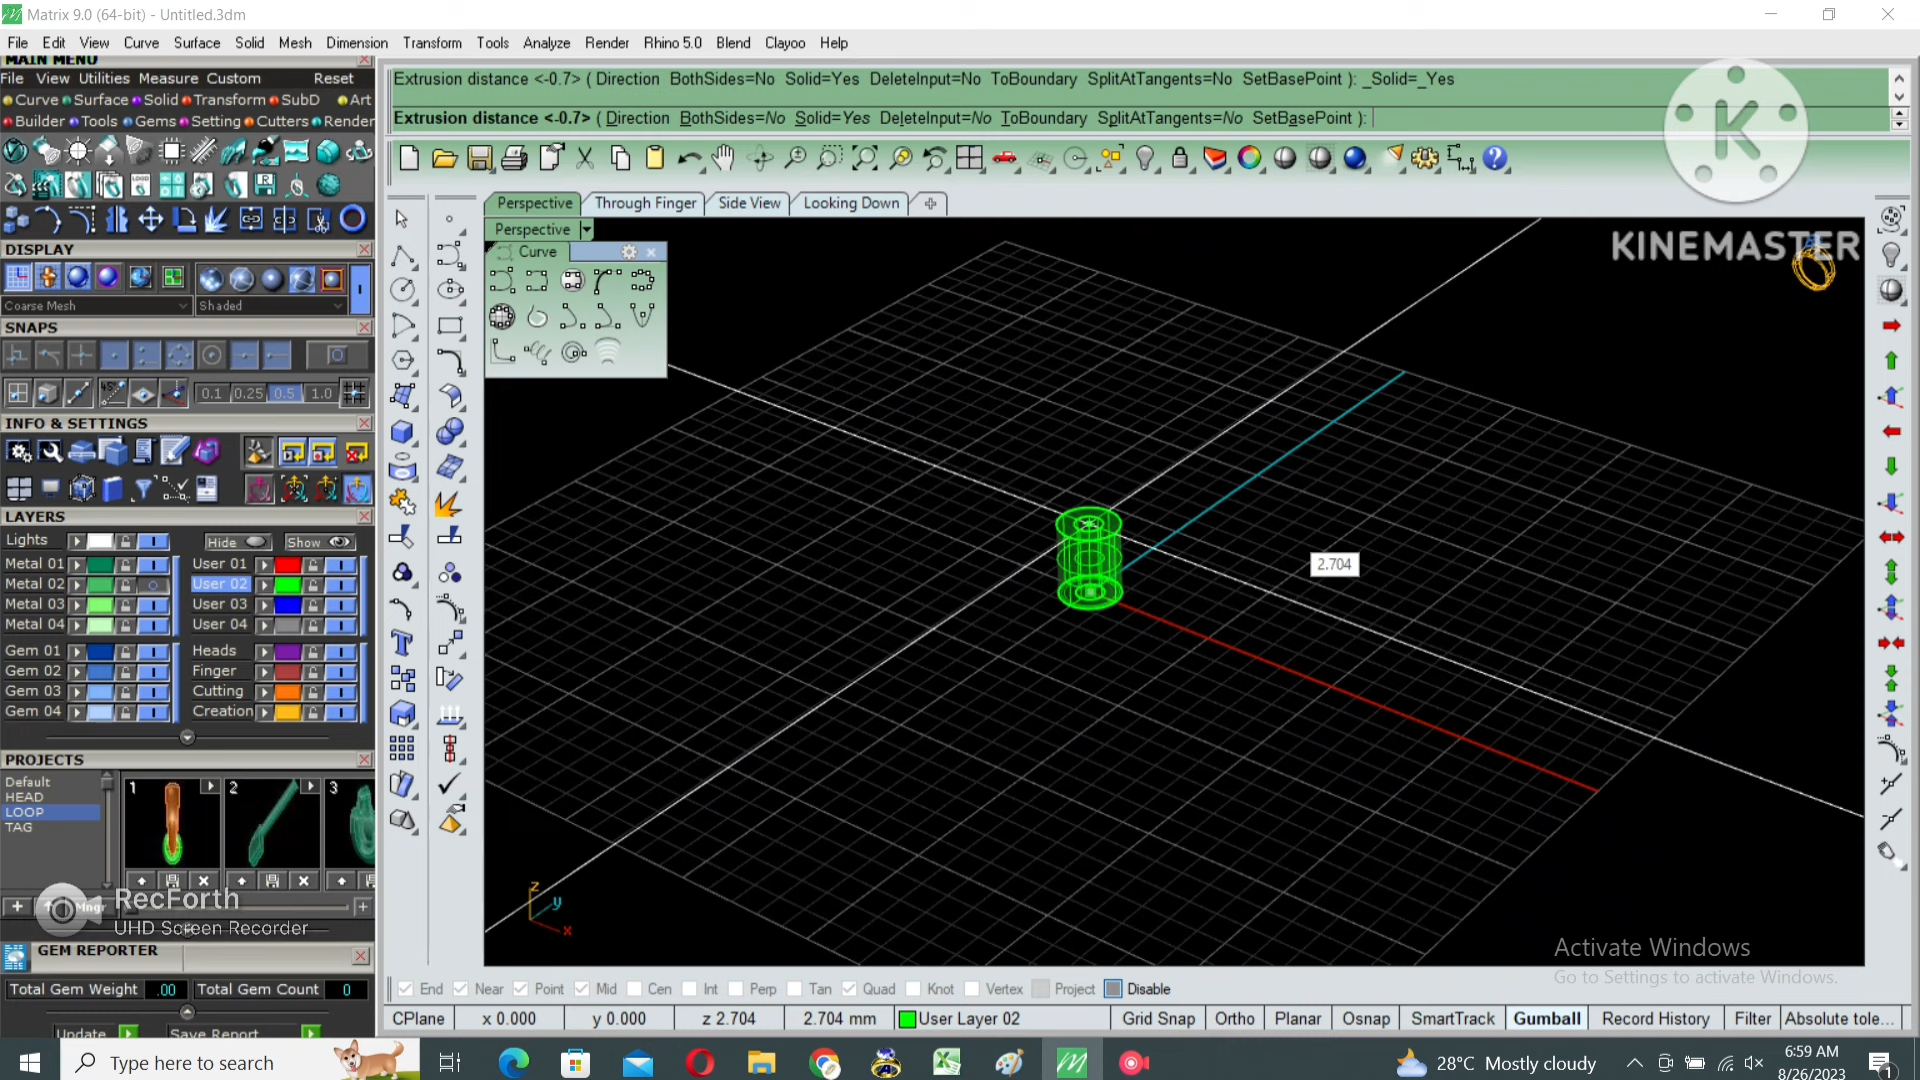 Matrix 9.0 (64-bit) - Untitled.3dm
File Edit View Curve Surface Solid Mesh Dimension Transform Tools Analyze Render Rhino 5.0 Blend Clayoo Help
MAIN MENU
File View Utilities Measure Custom Reset
Curve Surface Solid Transform SubD Art
Builder Tools Gems Setting Cutters Render
Extrusion distance <-0.7> ( Direction BothSides=No Solid=Yes DeleteInput=No ToBoundary SplitAtTangents=No SetBasePoint ): _Solid=_Yes
Extrusion distance <-0.7> ( Direction BothSides=No Solid=Yes DeleteInput=No ToBoundary SplitAtTangents=No SetBasePoint ):
K
Perspective Through Finger Side View Looking Down
Perspective
Curve
KINEMASTER
DISPLAY
Coarse Mesh Shaded
SNAPS
0.1 0.25 0.5 1.0
INFO & SETTINGS
LAYERS
Lights Hide Show
Metal 01 User 01
Metal 02 User 02
Metal 03 User 03
Metal 04 User 04
Gem 01 Heads
Gem 02 Finger
Gem 03 Cutting
Gem 04 Creation
2.704
PROJECTS
Default
HEAD
LOOP
TAG
1 2 3
Mngr
RecForth
UHD Screen Recorder
z
y
x
GEM REPORTER
Total Gem Weight .00 Total Gem Count 0
Update Save Report
Activate Windows
Go to Settings to activate Windows.
End Near Point Mid Cen Int Perp Tan Quad Knot Vertex Project Disable
CPlane x 0.000 y 0.000 z 2.704 2.704 mm User Layer 02 Grid Snap Ortho Planar Osnap SmartTrack Gumball Record History Filter Absolute tole...
Type here to search
28°C Mostly cloudy
6:59 AM
8/26/2023
1